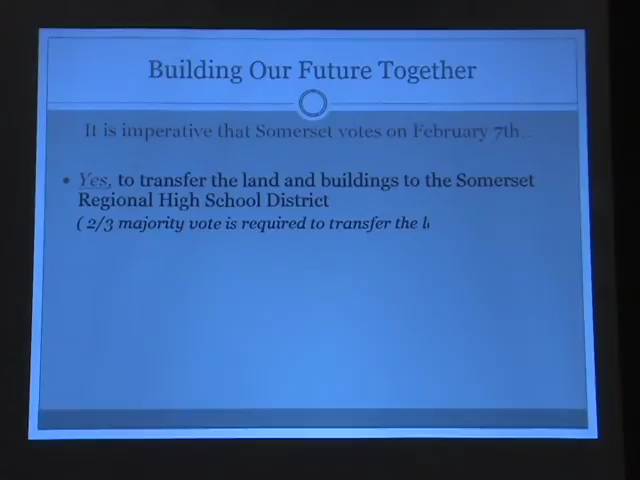 Building Our Future Together
It is imperative that Somerset votes on February 7th...
• Yes, to transfer the land and buildings to the Somerset
Regional High School District
( 2/3 majority vote is required to transfer the